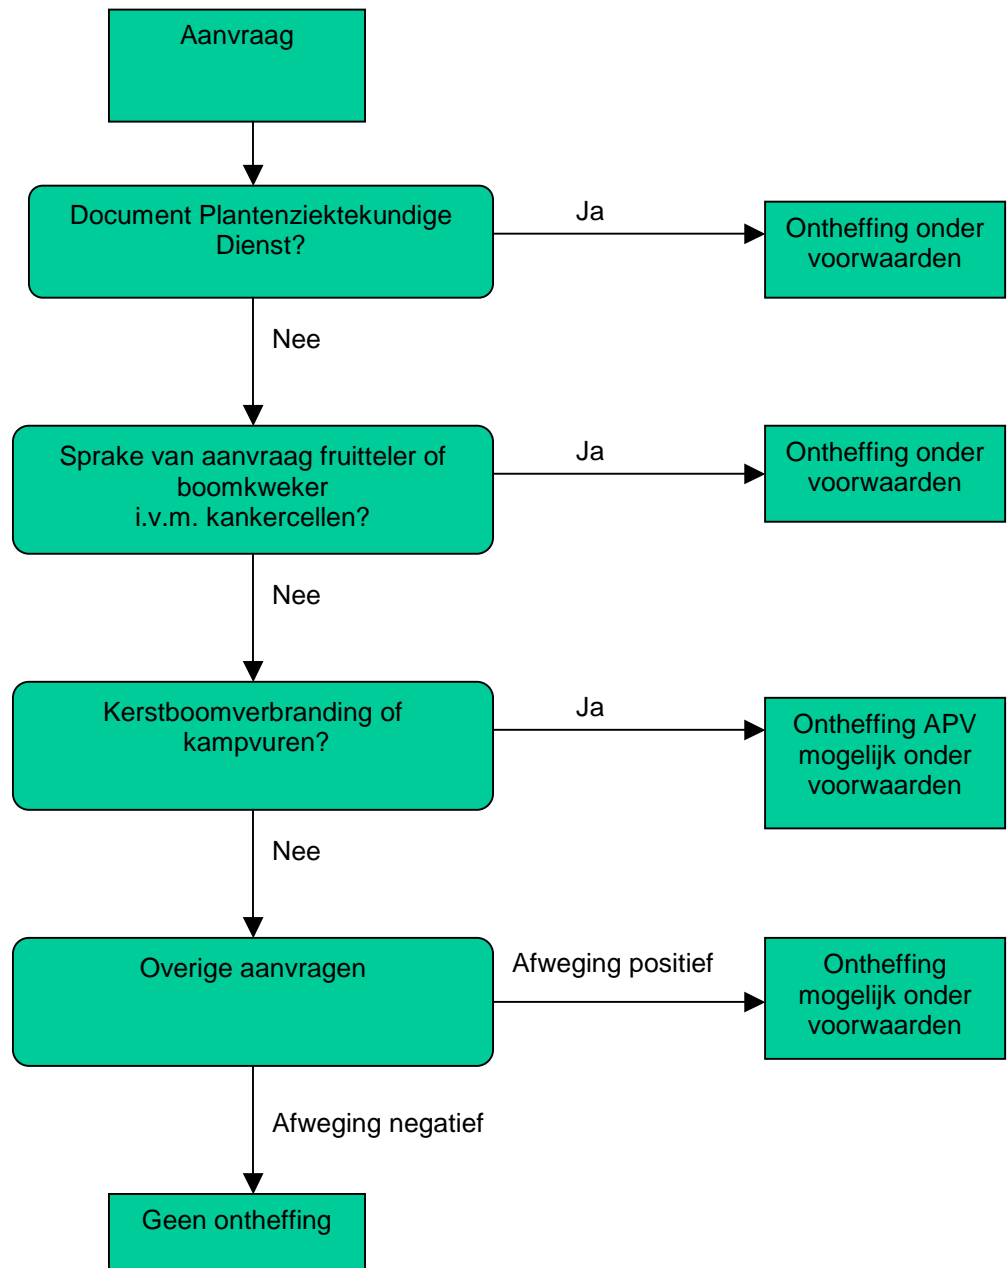 Aanvraag
Document Plantenziektekundige
Dienst?
Ja
Ontheffing onder
voorwaarden
Nee
Sprake van aanvraag fruitteler of
boomkweker
i.v.m. kankercellen?
Ja
Ontheffing onder
voorwaarden
Nee
Kerstboomverbranding of
kampvuren?
Ja
Ontheffing APV
mogelijk onder
voorwaarden
Nee
Overige aanvragen
Afweging positief
Ontheffing
mogelijk onder
voorwaarden
Afweging negatief
Geen ontheffing